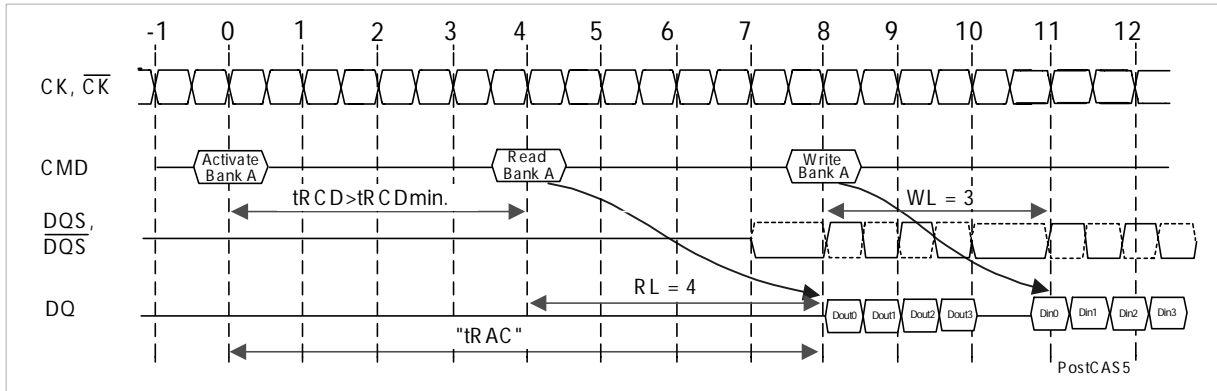 -1 0 1 2 3 4 5 6 7 8 9 10 11 12
CK, CK
CMD
Activate
Bank A
Read
Bank A
Write
Bank A
tRCD>tRCDmin.
WL = 3
DQS,
DQS
RL = 4
DQ
Dout0 Dout1 Dout2 Dout3 Din0 Din1 Din2 Din3
"tRAC"
PostCAS5